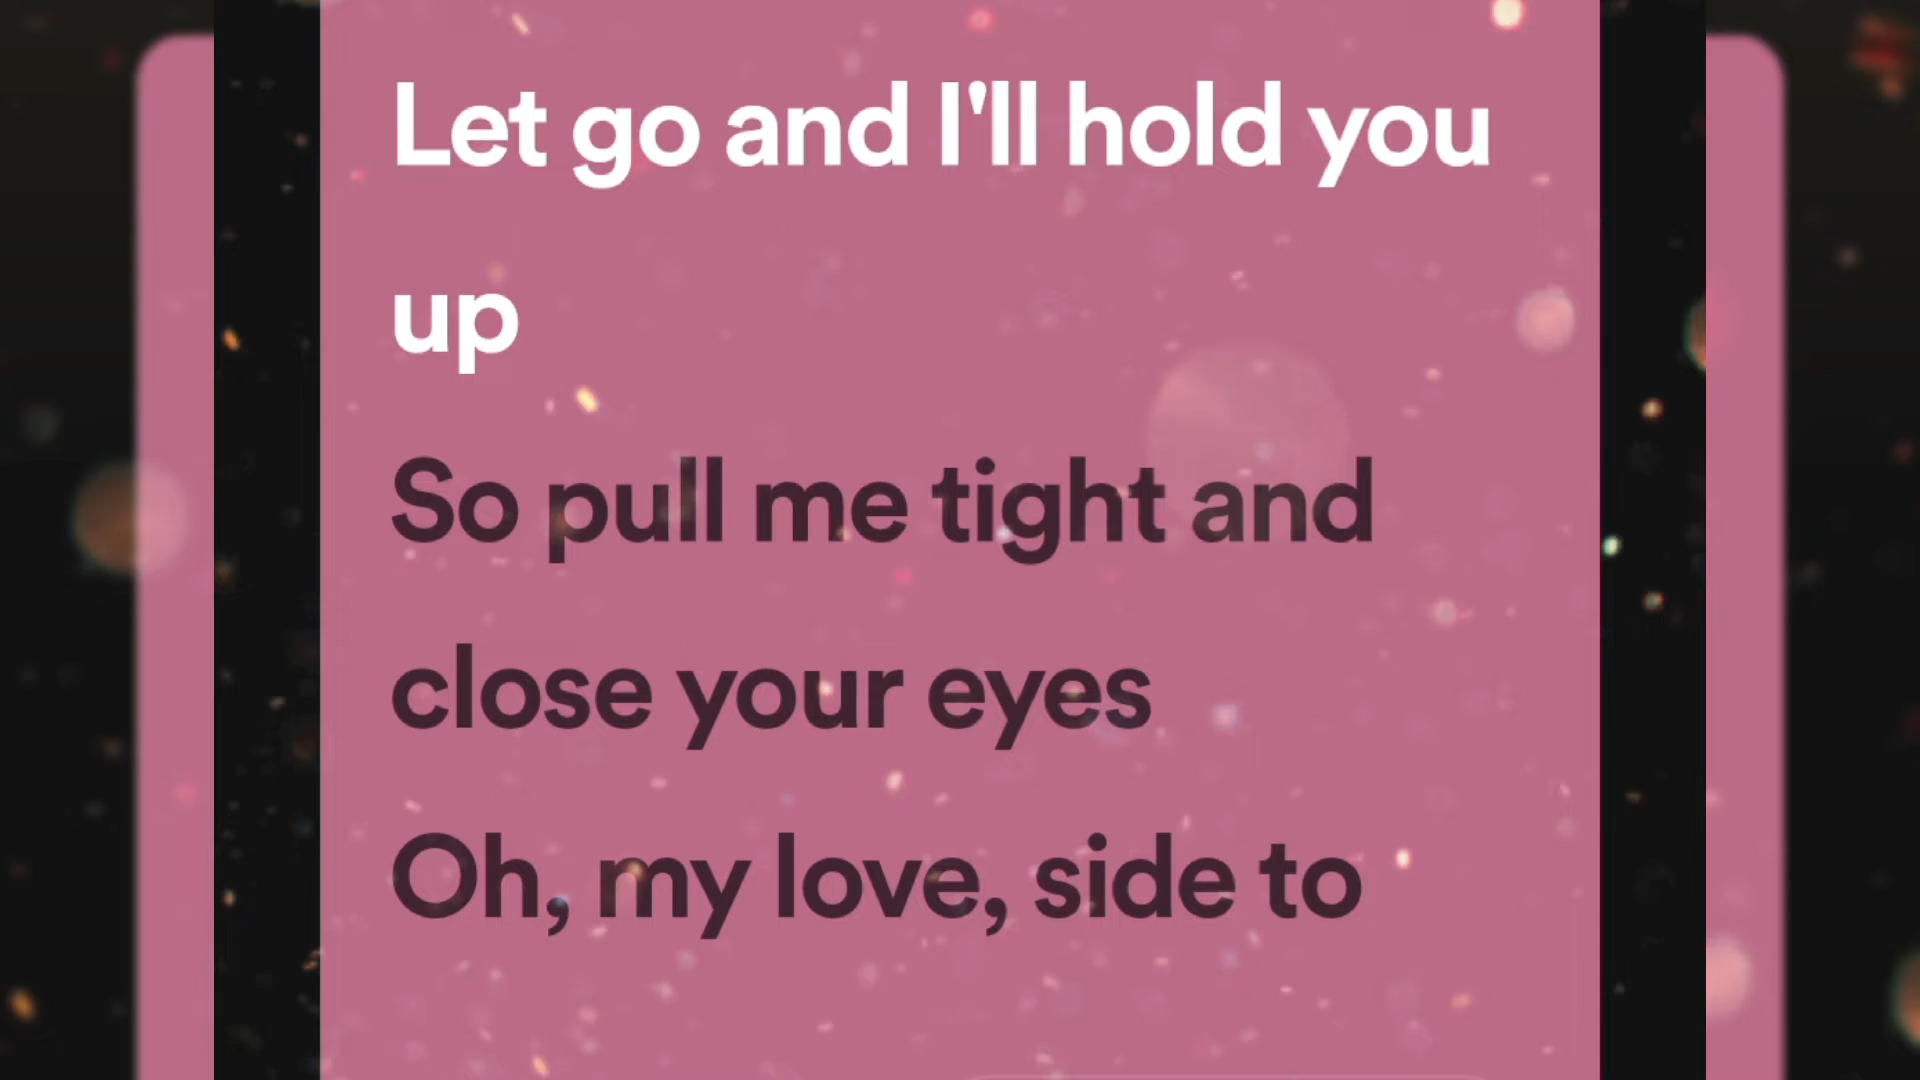 Let go and I'll hold you
up
So pull me tight and
close your eyes
Oh, my love, side to